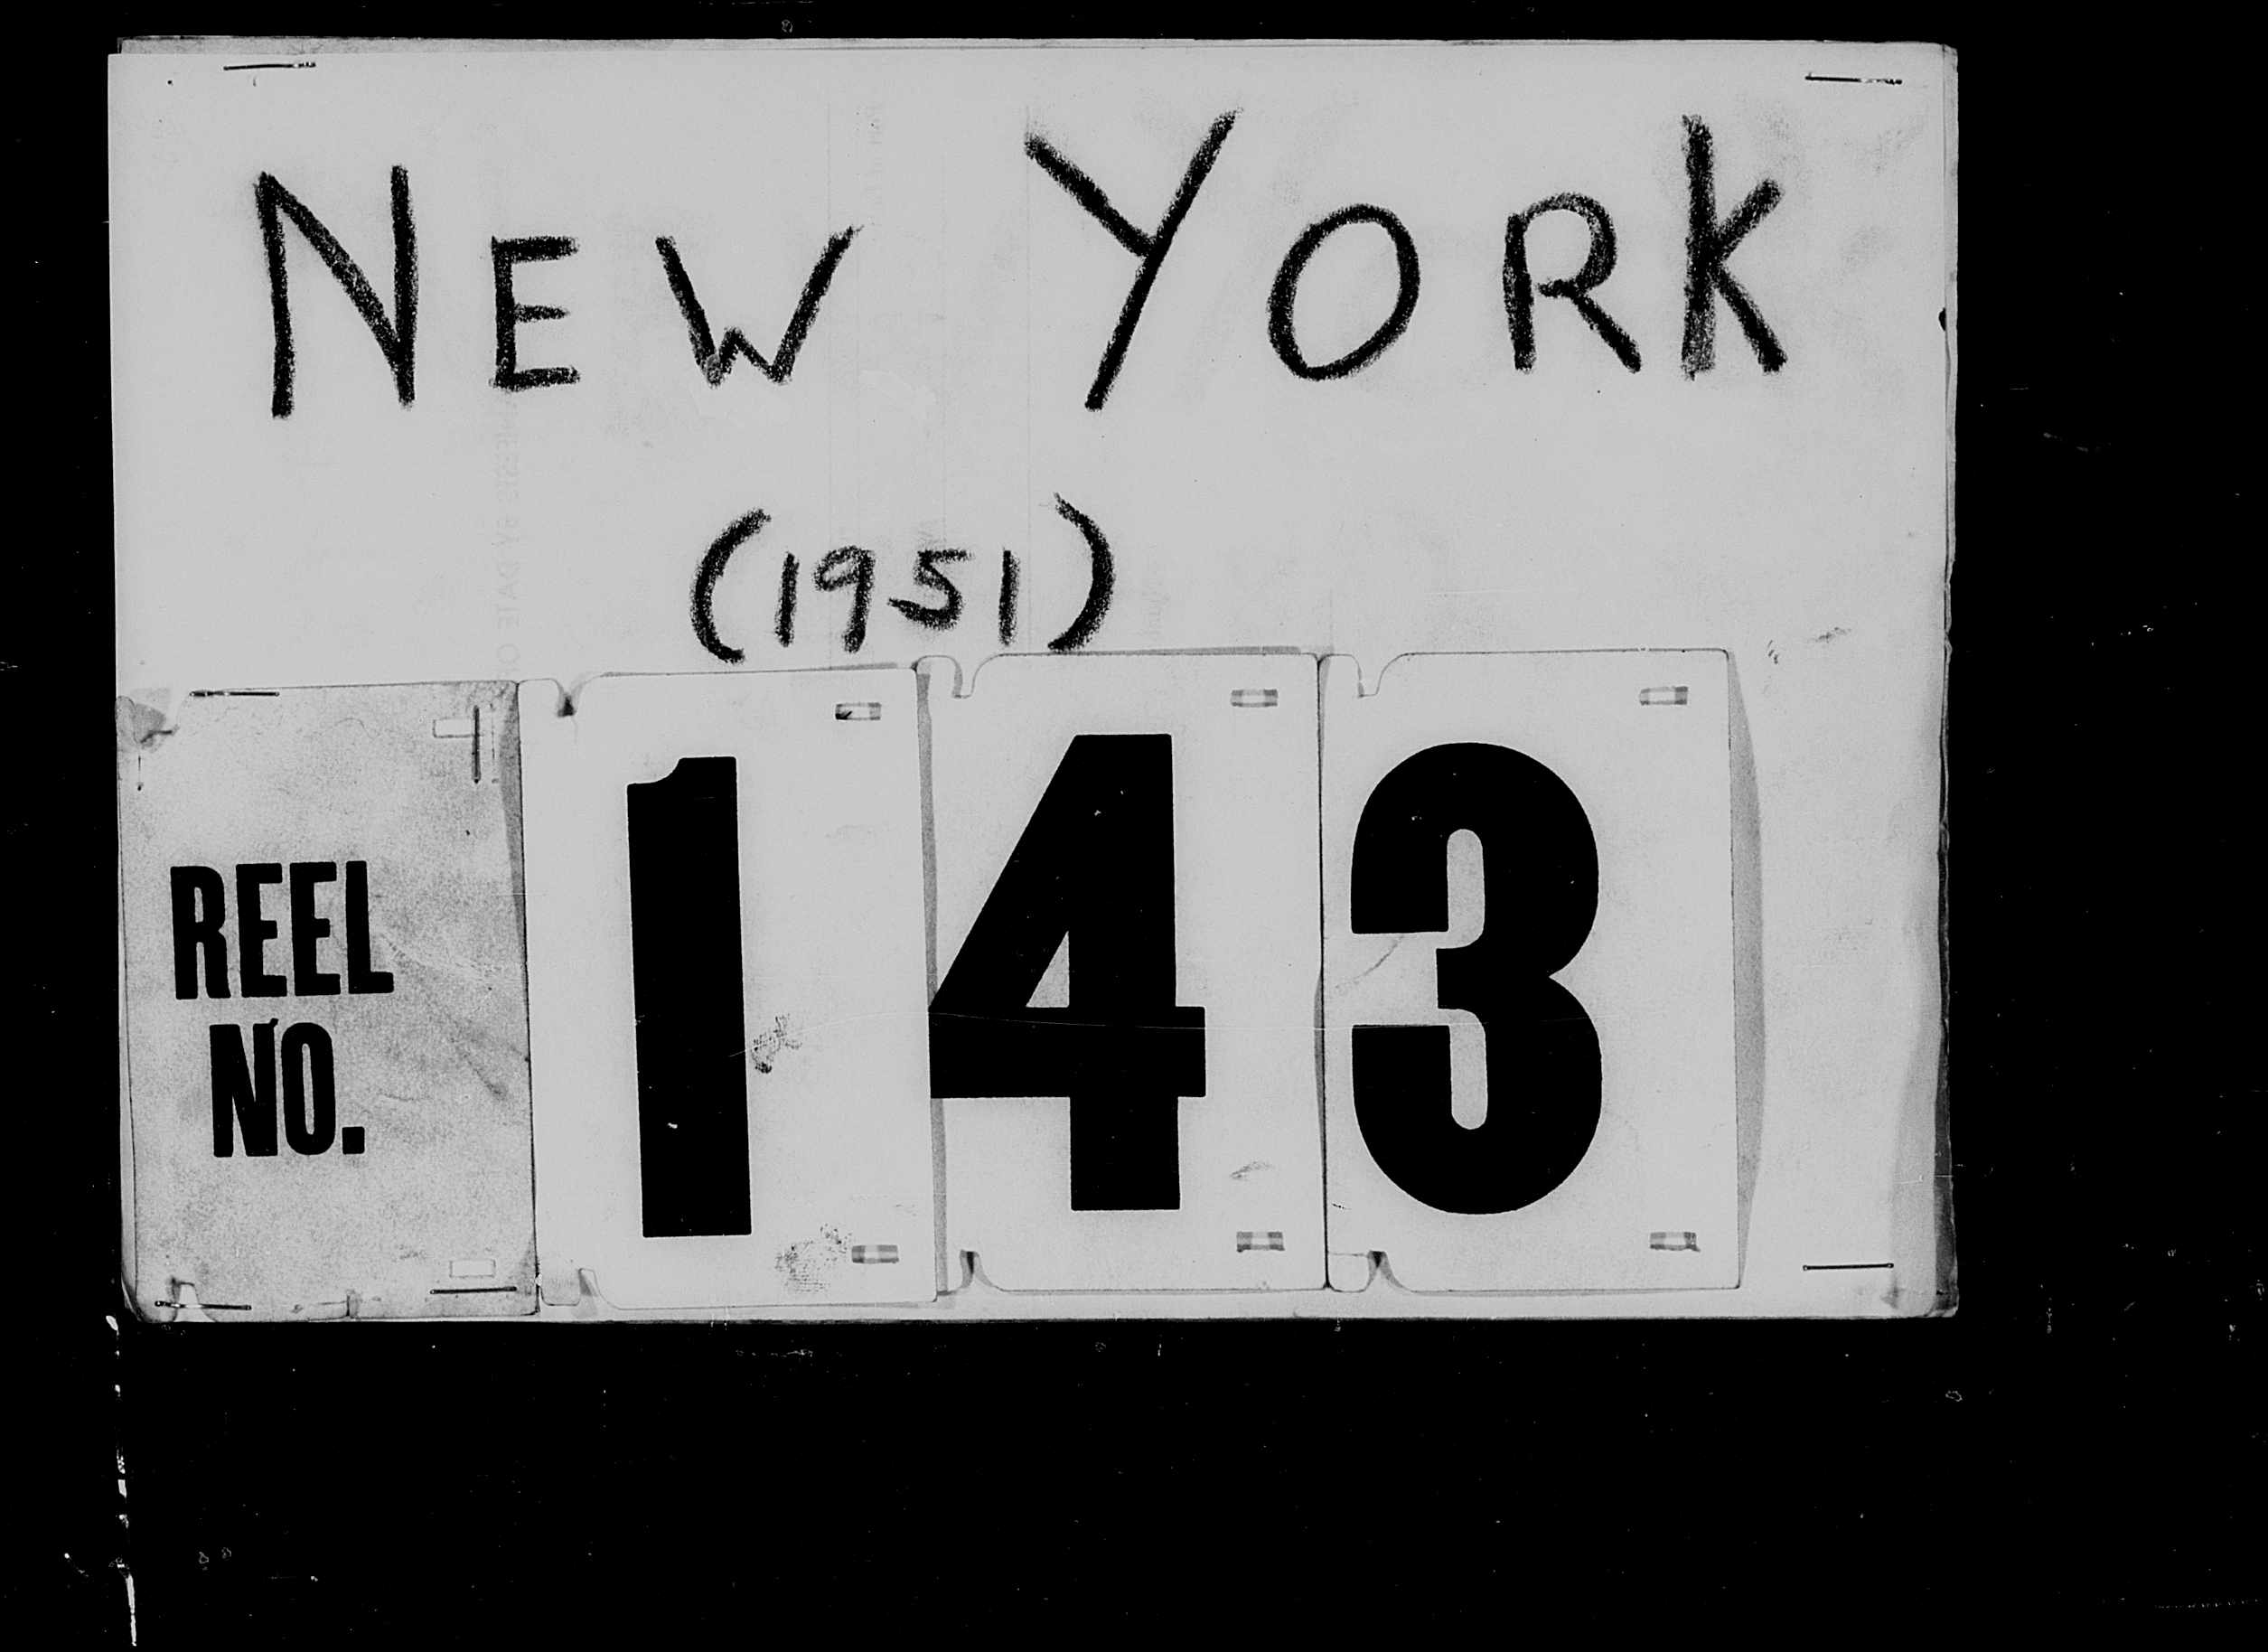 NEW YORK
(1951)
REEL
NO.
143